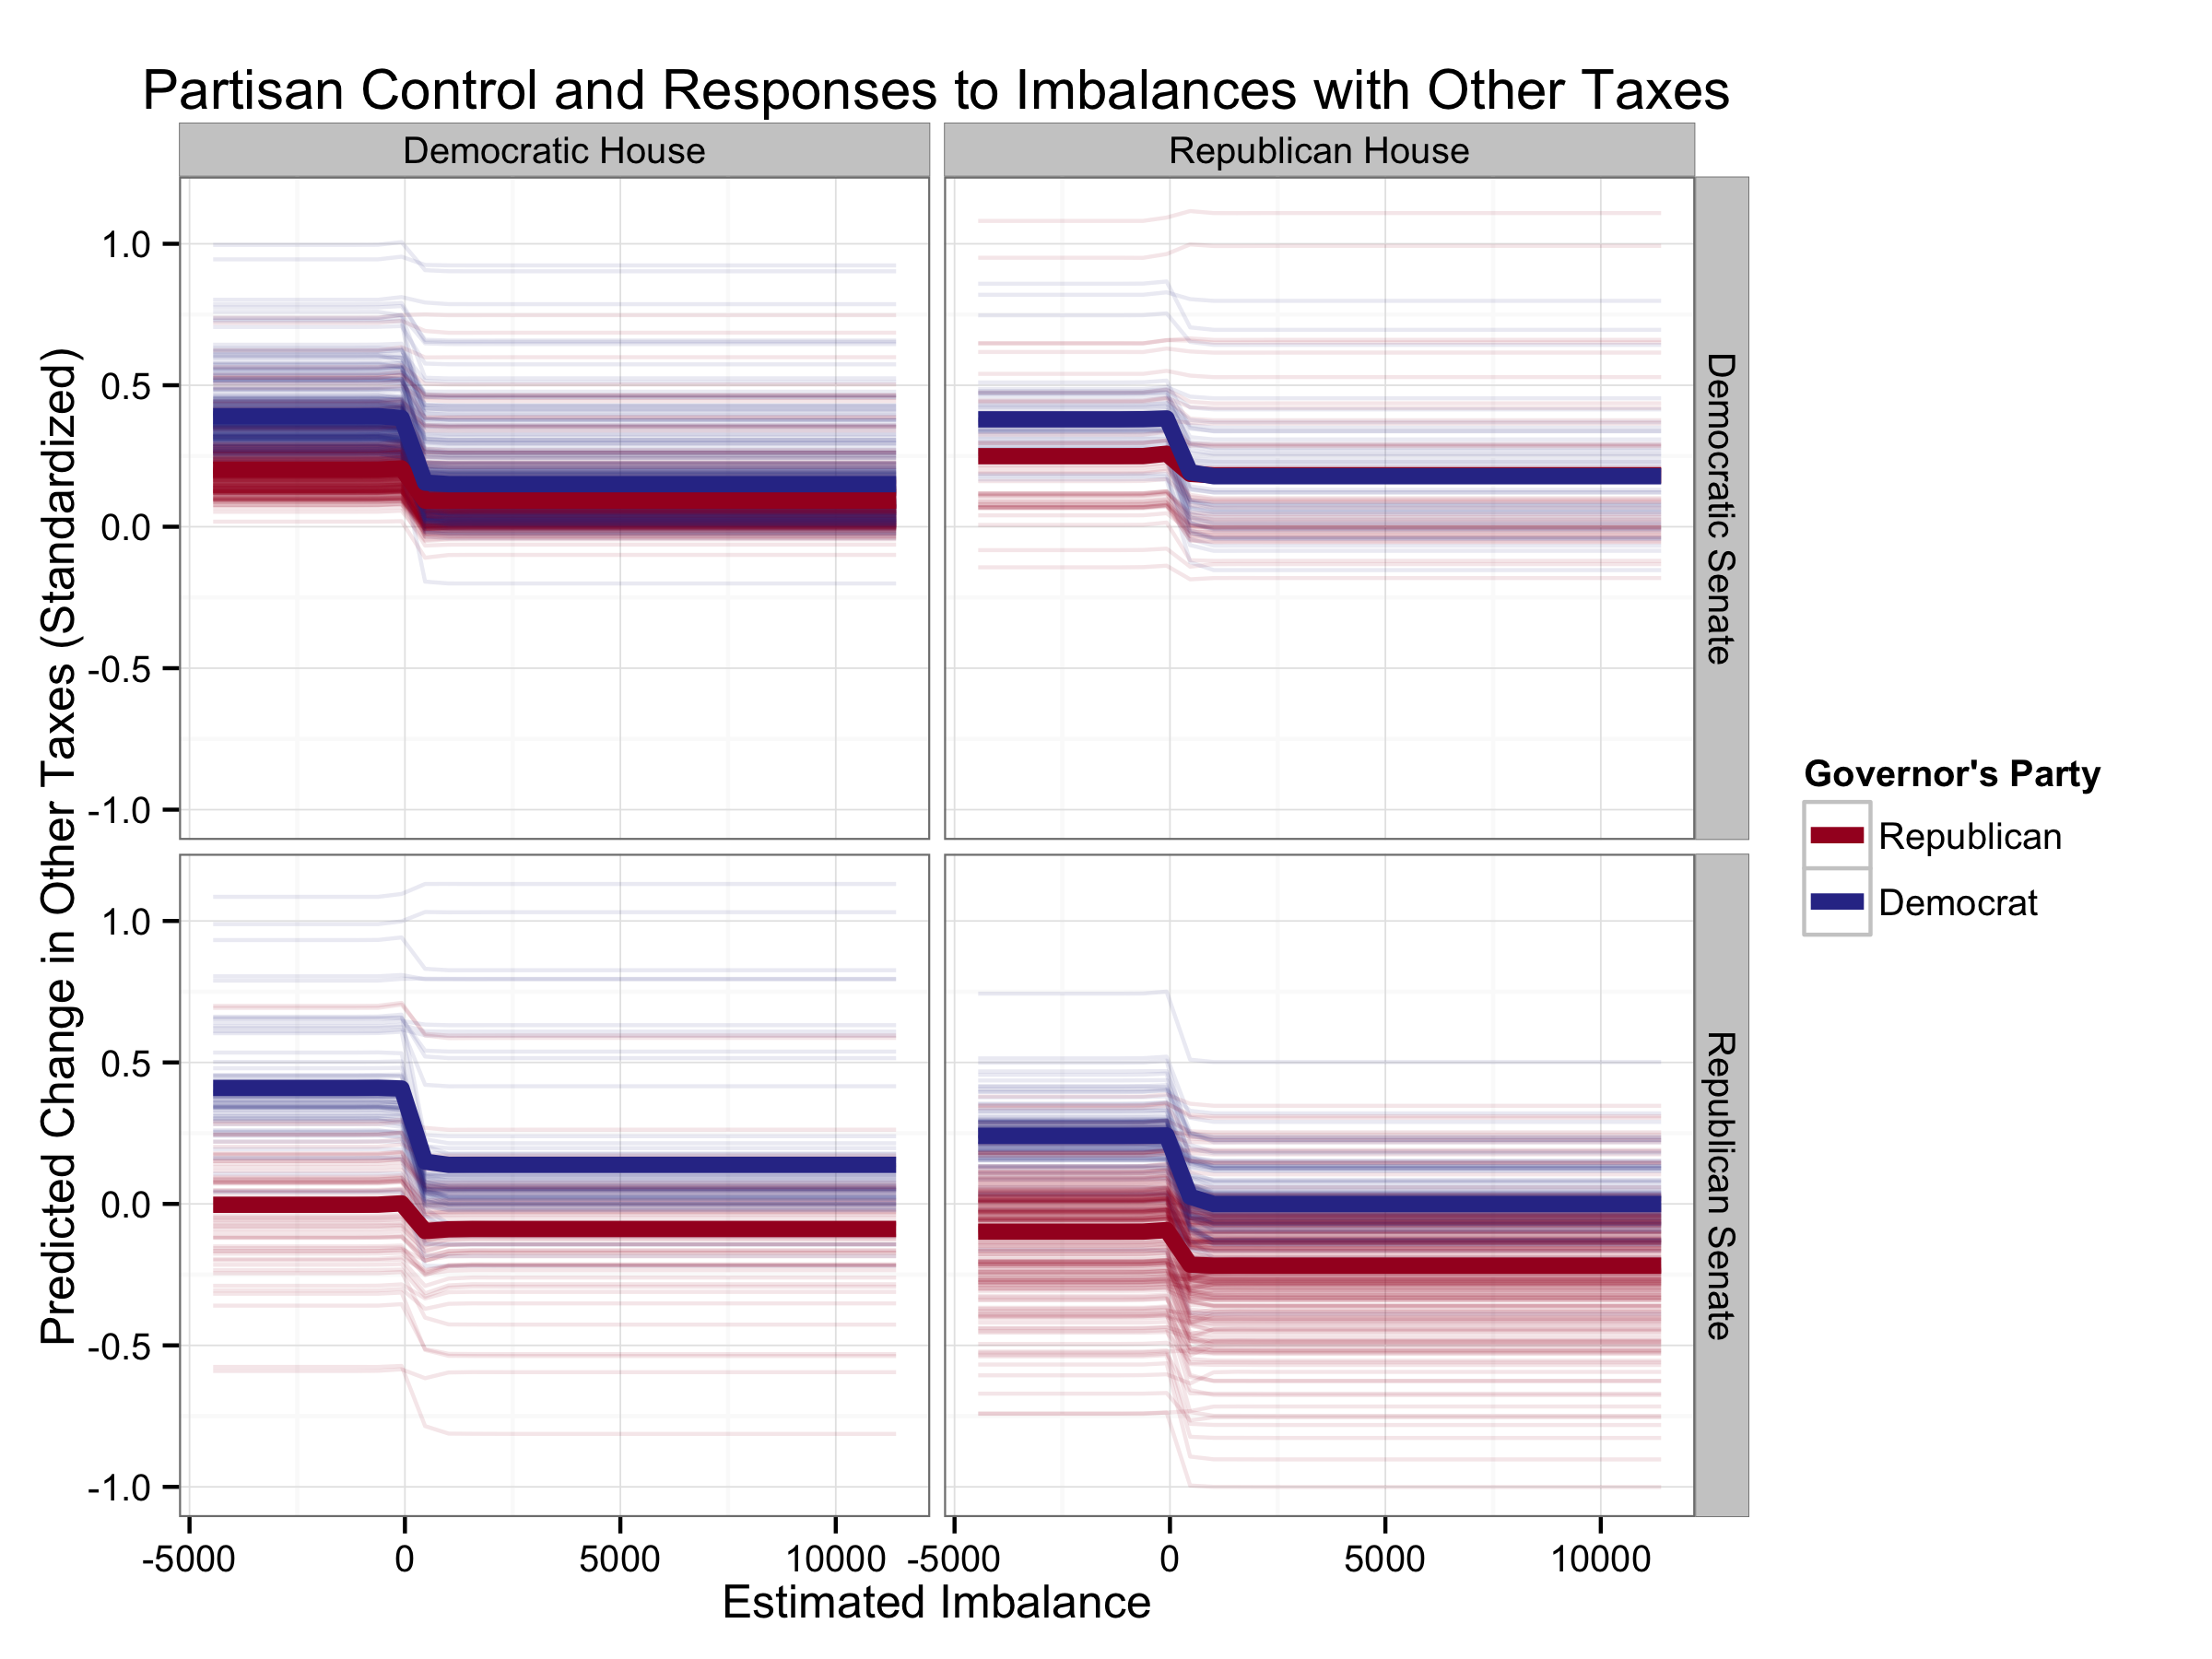 Partisan Control and Responses to Imbalances with Other Taxes
Democratic House
Republican House
1.0
0.5
0.0
-0.5
-1.0
Democratic Senate
1.0
0.5
0.0
-0.5
-1.0
Republican Senate
Predicted Change in Other Taxes (Standardized)
-5000 0 5000 10000 -5000 0 5000 10000
Estimated Imbalance
Governor's Party
Republican
Democrat